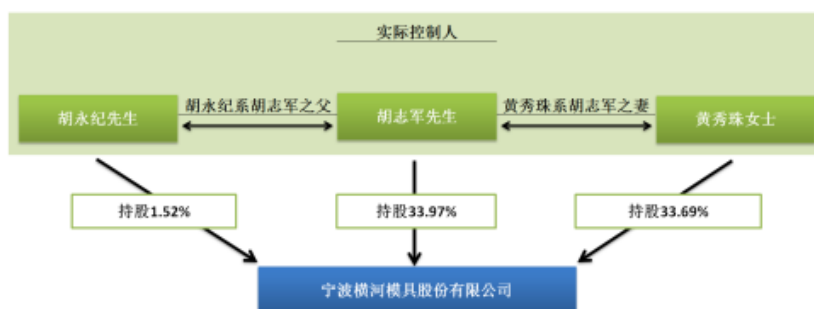 实际控制人
胡永纪先生
胡永纪系胡志军之父
胡志军先生
黄秀珠系胡志军之妻
黄秀珠女士
持股1.52%
持股33.97%
持股33.69%
宁波横河模具股份有限公司